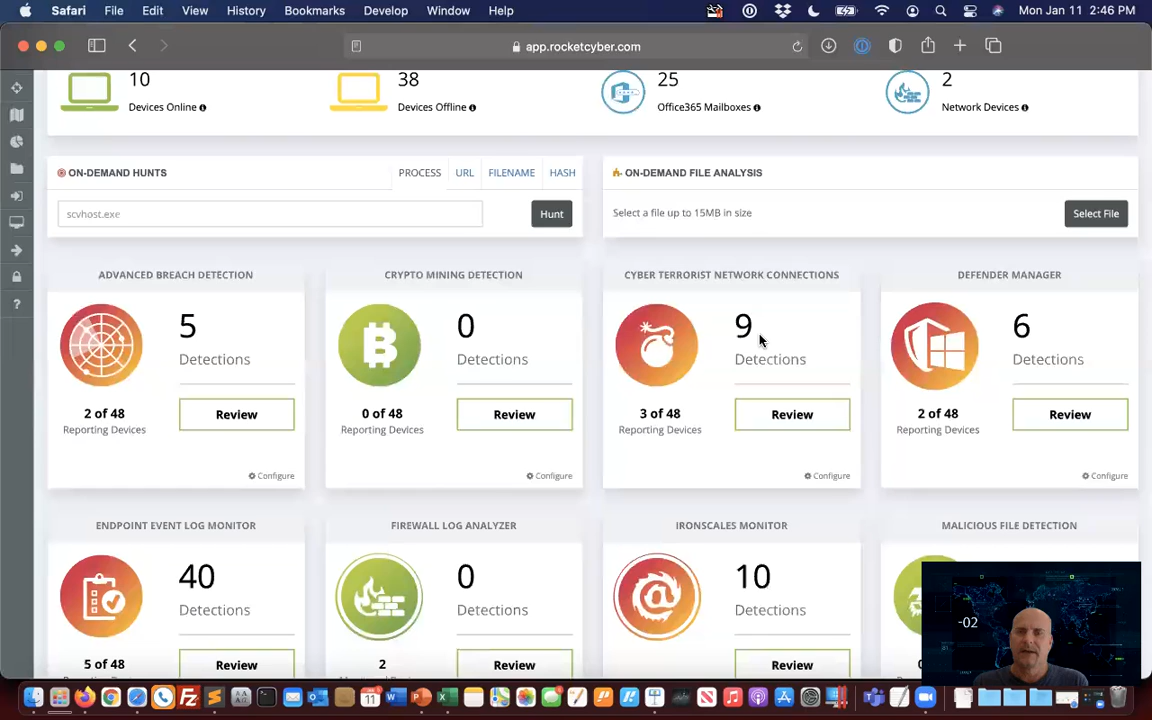 Safari File Edit View History Bookmarks Develop Window Help Mon Jan 11 2:46 PM
app.rocketcyber.com
10
Devices Online
38
Devices Offline
25
Office365 Mailboxes
2
Network Devices
ON-DEMAND HUNTS PROCESS URL FILENAME HASH
scvhost.exe Hunt
ON-DEMAND FILE ANALYSIS
Select a file up to 15MB in size Select File
ADVANCED BREACH DETECTION
5
Detections
2 of 48
Reporting Devices
Review
Configure
CRYPTO MINING DETECTION
0
Detections
0 of 48
Reporting Devices
Review
Configure
CYBER TERRORIST NETWORK CONNECTIONS
9
Detections
3 of 48
Reporting Devices
Review
Configure
DEFENDER MANAGER
6
Detections
2 of 48
Reporting Devices
Review
Configure
ENDPOINT EVENT LOG MONITOR
40
Detections
5 of 48
Review
FIREWALL LOG ANALYZER
0
Detections
2
Review
IRONSCALES MONITOR
10
Detections
Review
MALICIOUS FILE DETECTION
-02